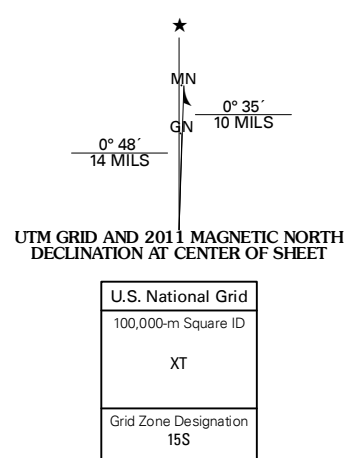 ★
MN
0° 35´
10 MILS
GN
0° 48´
14 MILS
UTM GRID AND 2011 MAGNETIC NORTH
DECLINATION AT CENTER OF SHEET
U.S. National Grid
100,000-m Square ID
XT
Grid Zone Designation
15S